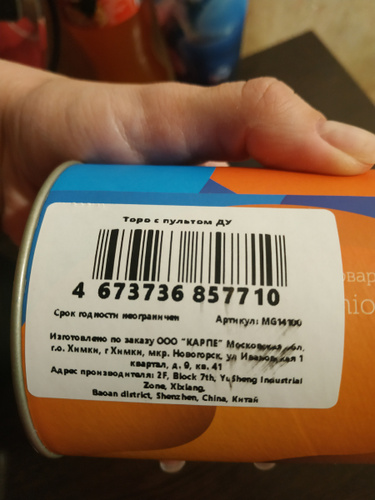 Торо с пультом ДУ
4 673736 857710
Срок годности неограничен
Артикул: MG14100
Изготовлено по заказу ООО "КАРПЕ" Московская обл,
г.о. Химки, г Химки, мкр. Новогорск, ул Ивановская 1
квартал, д. 9, кв. 41
Адрес производителя: 2F, Block 7th, YuSheng Industrial
Zone, Xixiang,
Baoan district, Shenzhen, China, Китай